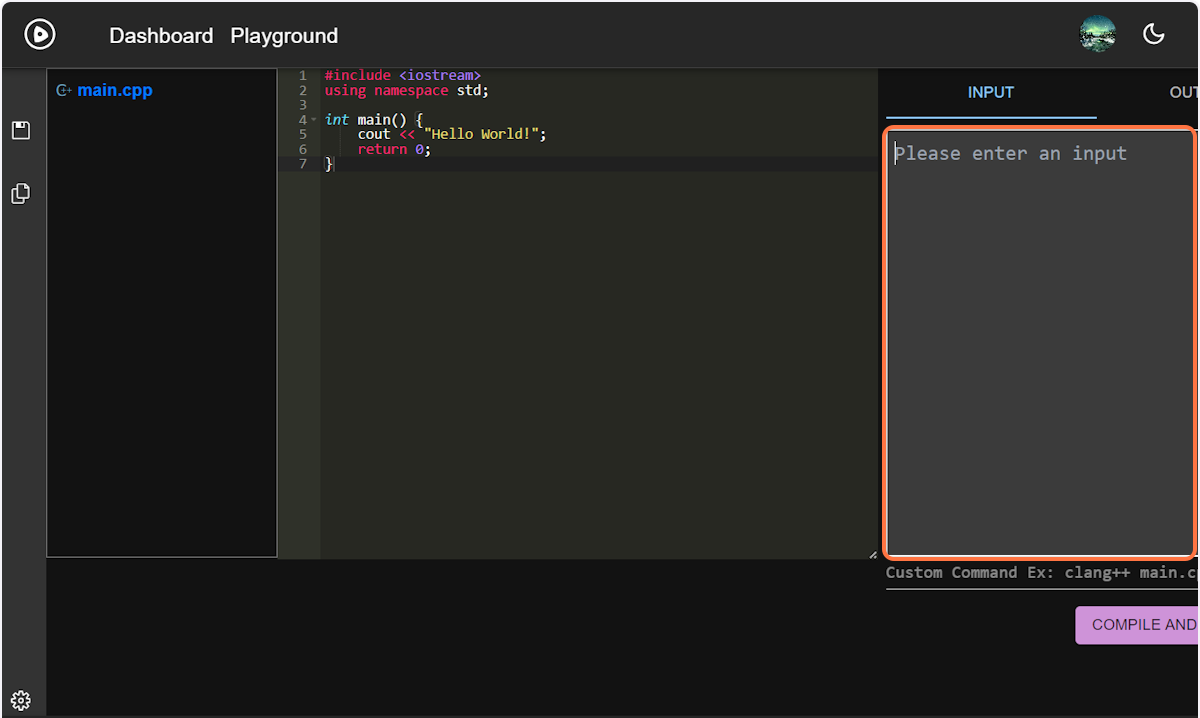 Dashboard Playground
main.cpp
1 #include <iostream>
2 using namespace std;
3
4 int main() {
5 cout << "Hello World!";
6 return 0;
7 }
INPUT
OUT
Please enter an input
Custom Command Ex: clang++ main.cp
COMPILE AND